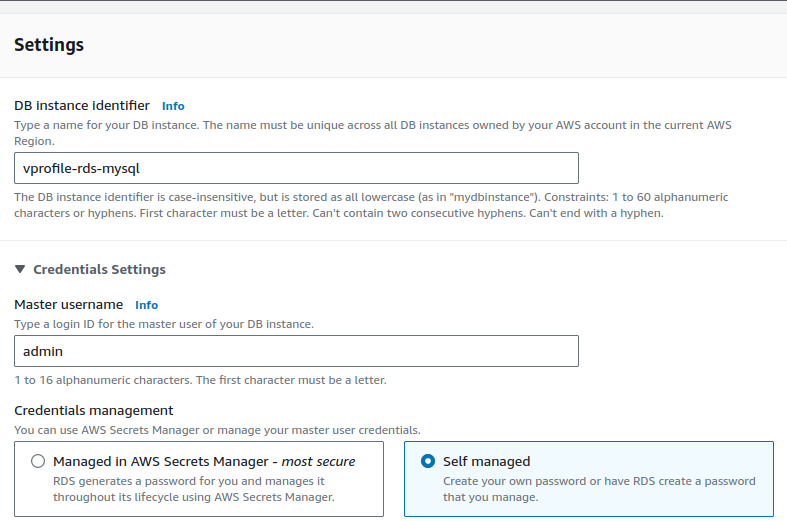 Settings
DB instance identifier Info
Type a name for your DB instance. The name must be unique across all DB instances owned by your AWS account in the current AWS
Region.
vprofile-rds-mysql
The DB instance identifier is case-insensitive, but is stored as all lowercase (as in "mydbinstance"). Constraints: 1 to 60 alphanumeric
characters or hyphens. First character must be a letter. Can't contain two consecutive hyphens. Can't end with a hyphen.
Credentials Settings
Master username Info
Type a login ID for the master user of your DB instance.
admin
1 to 16 alphanumeric characters. The first character must be a letter.
Credentials management
You can use AWS Secrets Manager or manage your master user credentials.
Managed in AWS Secrets Manager - most secure
RDS generates a password for you and manages it
throughout its lifecycle using AWS Secrets Manager.
Self managed
Create your own password or have RDS create a password
that you manage.